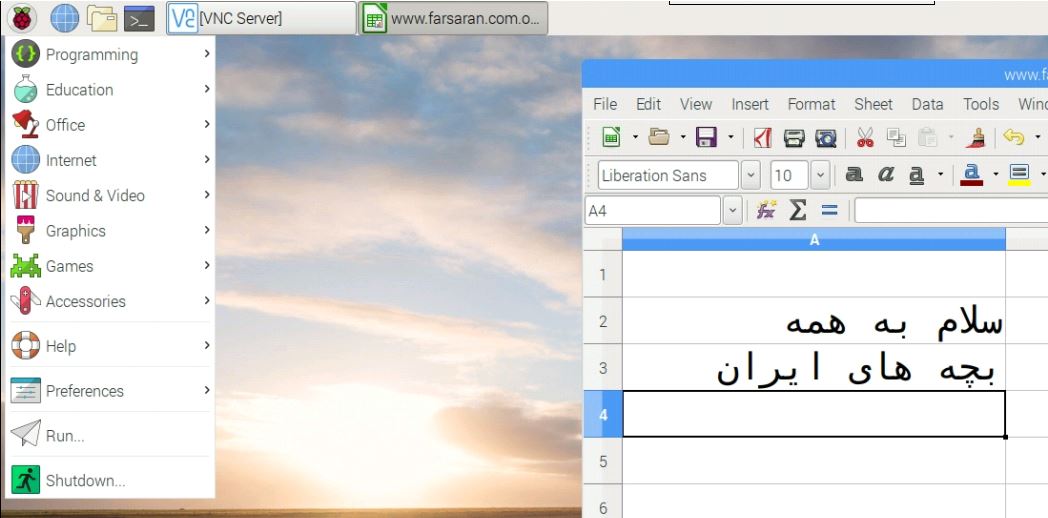 [VNC Server]
www.farsaran.com.o...
Programming
Education
Office
Internet
Sound & Video
Graphics
Games
Accessories
Help
Preferences
Run...
Shutdown...
www.fa
File Edit View Insert Format Sheet Data Tools Wind
Liberation Sans 10
A4
A
1
2 سلام به همه
3 بچه های ایران
4
5
6